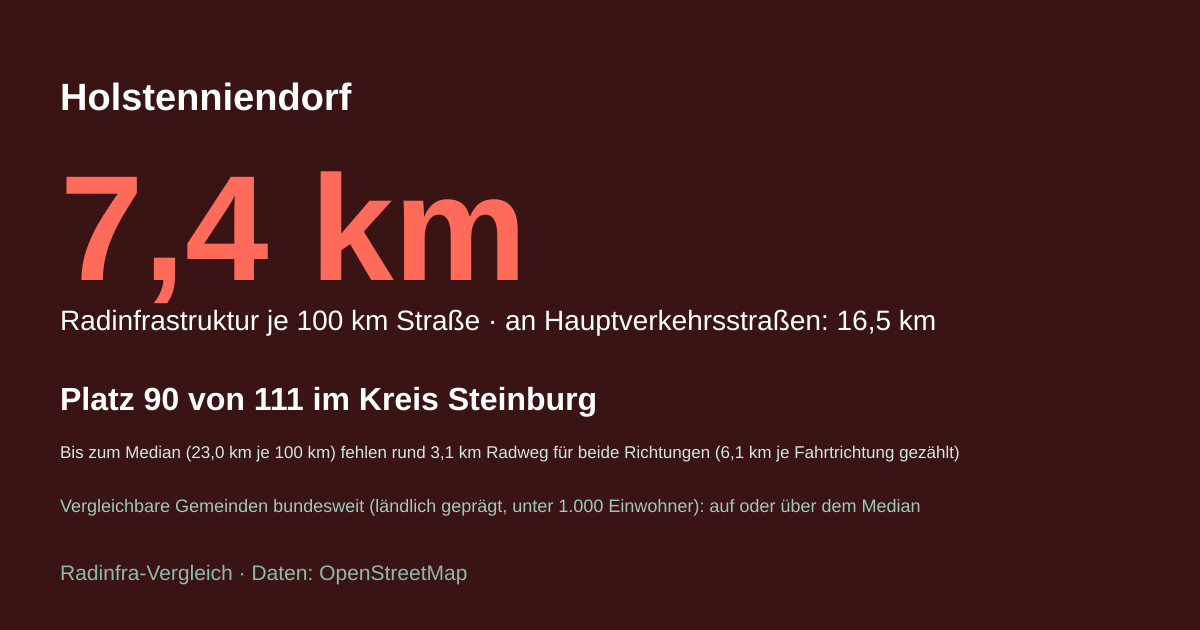 Holstenniendorf
7,4 km
Radinfrastruktur je 100 km Straße · an Hauptverkehrsstraßen: 16,5 km
Platz 90 von 111 im Kreis Steinburg
Bis zum Median (23,0 km je 100 km) fehlen rund 3,1 km Radweg für beide Richtungen (6,1 km je Fahrtrichtung gezählt)
Vergleichbare Gemeinden bundesweit (ländlich geprägt, unter 1.000 Einwohner): auf oder über dem Median
Radinfra-Vergleich · Daten: OpenStreetMap